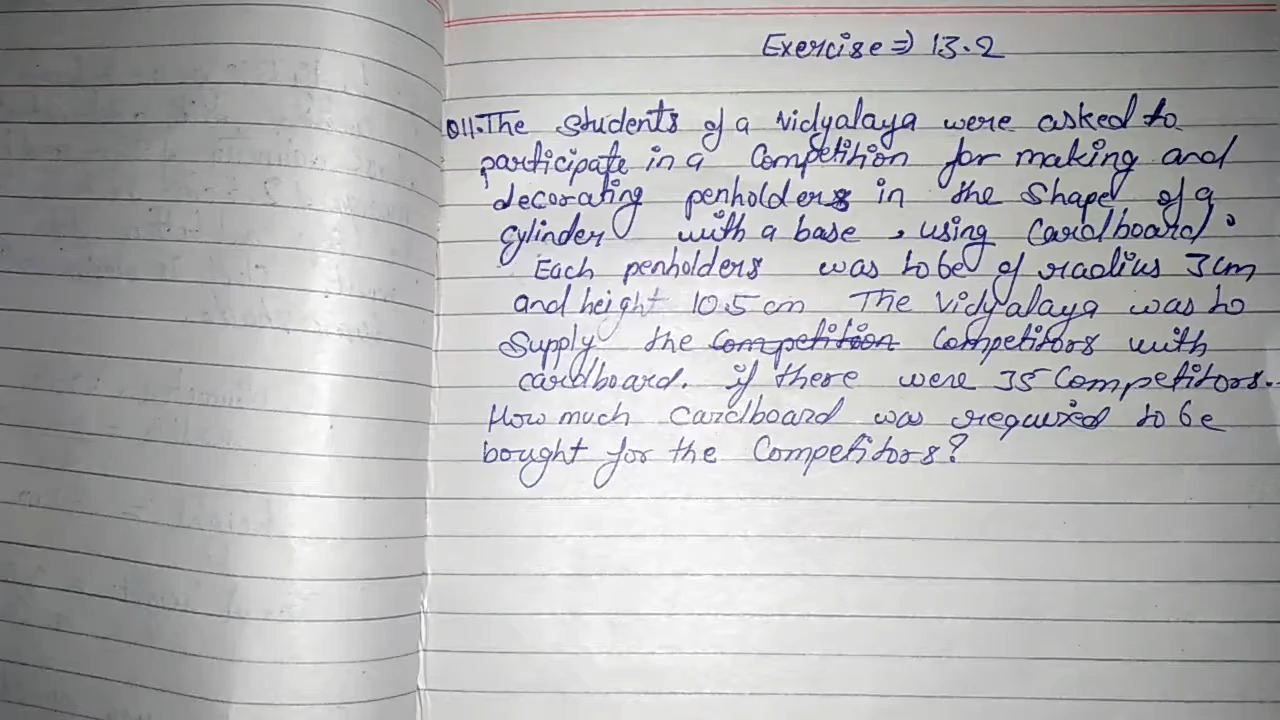 Exercise ⇒ 13.2
Q11. The students of a Vidyalaya were asked to
participate in a Competition for making and
decorating penholders in the shape of a
cylinder with a base, using Cardboard.
Each penholders was to be of radius 3cm
and height 10.5 cm The Vidyalaya was to
Supply the competition Competitors with
cardboard. if there were 35 Competitors.
How much Cardboard was required to be
bought for the Competitors?